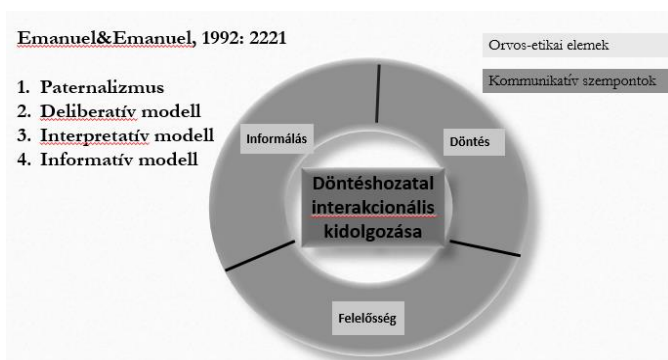 Emanuel&Emanuel, 1992: 2221
1. Paternalizmus
2. Deliberatív modell
3. Interpretatív modell
4. Informatív modell
Orvos-etikai elemek
Kommunikatív szempontok
Informálás
Döntés
Döntéshozatal
interakcionális
kidolgozása
Felelősség